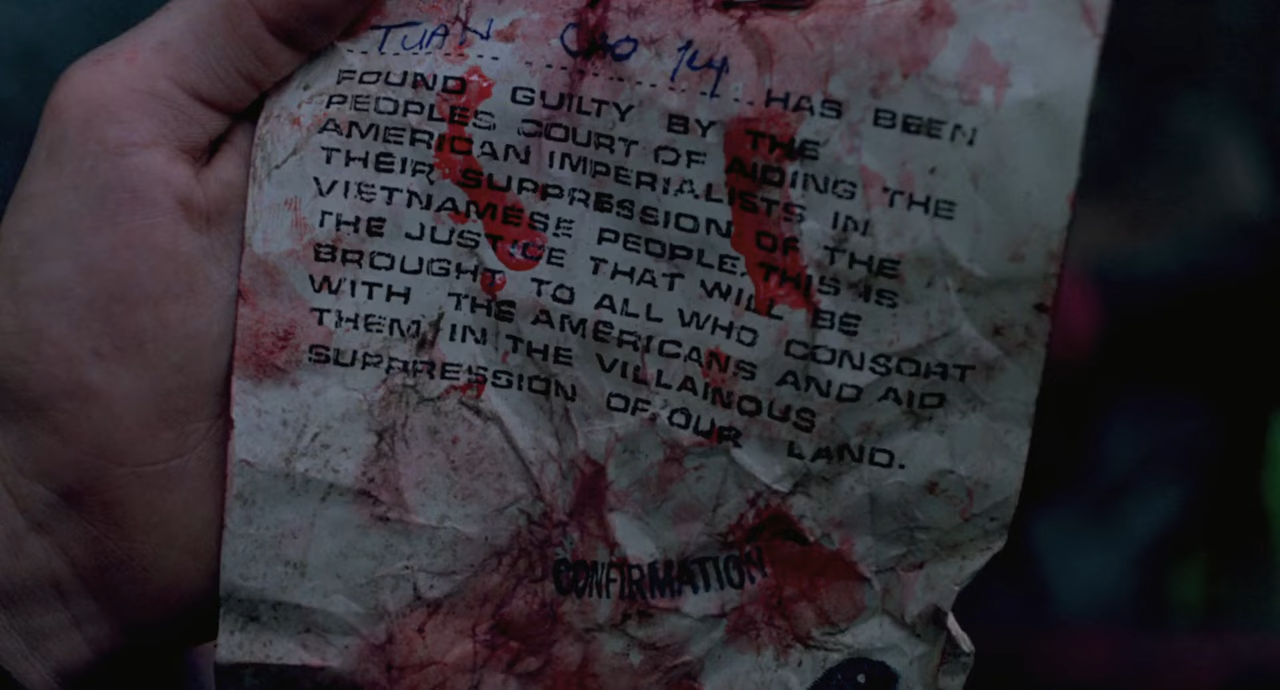 TUAN CAO 144 HAS BEEN
FOUND GUILTY BY THE
PEOPLES COURT OF AIDING THE
AMERICAN IMPERIALISTS IN
THEIR SUPPRESSION OF THE
VIETNAMESE PEOPLE. THIS IS
THE JUSTICE THAT WILL BE
BROUGHT TO ALL WHO CONSORT
WITH THE AMERICANS AND AID
THEM IN THE VILLAINOUS
SUPPRESSION OF OUR LAND.
CONFIRMATION